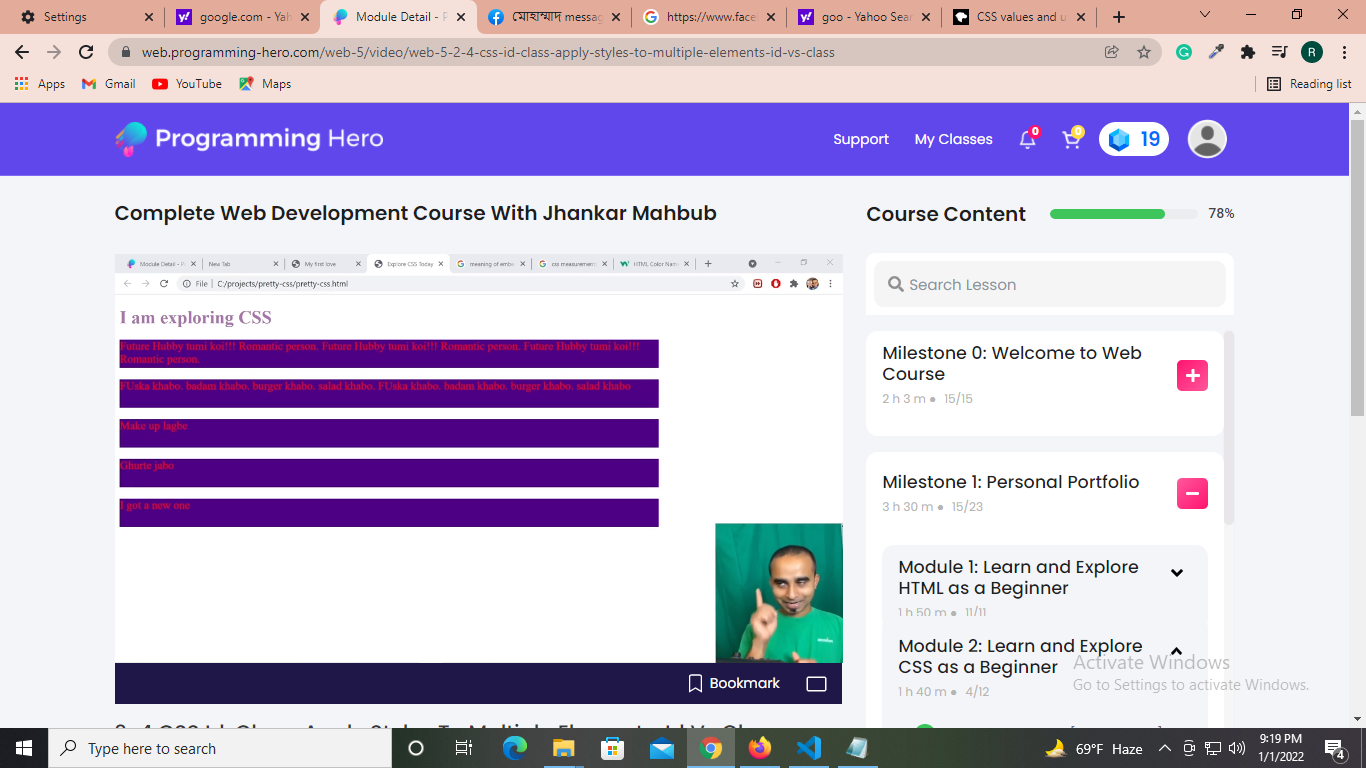 Settings
google.com - Yah
Module Detail - P
মোহাম্মাদ messag
https://www.face
goo - Yahoo Sear
CSS values and u
web.programming-hero.com/web-5/video/web-5-2-4-css-id-class-apply-styles-to-multiple-elements-id-vs-class
R
Apps
Gmail
YouTube
Maps
Reading list
Programming Hero
Support
My Classes
0
0
19
Complete Web Development Course With Jhankar Mahbub
Course Content
78%
Module Detail - P
New Tab
My first love
Explore CSS Today
meaning of embe
css measurements
HTML Color Nam
File | C:/projects/pretty-css/pretty-css.html
I am exploring CSS
Future Hubby tumi koi!!! Romantic person. Future Hubby tumi koi!!! Romantic person. Future Hubby tumi koi!!!
Romantic person.
FUska khabo. badam khabo. burger khabo. salad khabo. FUska khabo. badam khabo. burger khabo. salad khabo
Make up lagbe
Ghurte jabo
I got a new one
Bookmark
Search Lesson
Milestone 0: Welcome to Web
Course
2 h 3 m ● 15/15
Milestone 1: Personal Portfolio
3 h 30 m ● 15/23
Module 1: Learn and Explore
HTML as a Beginner
1 h 50 m ● 11/11
Module 2: Learn and Explore
CSS as a Beginner
1 h 40 m ● 4/12
Activate Windows
Go to Settings to activate Windows.
Type here to search
69°F Haze
9:19 PM
1/1/2022
4